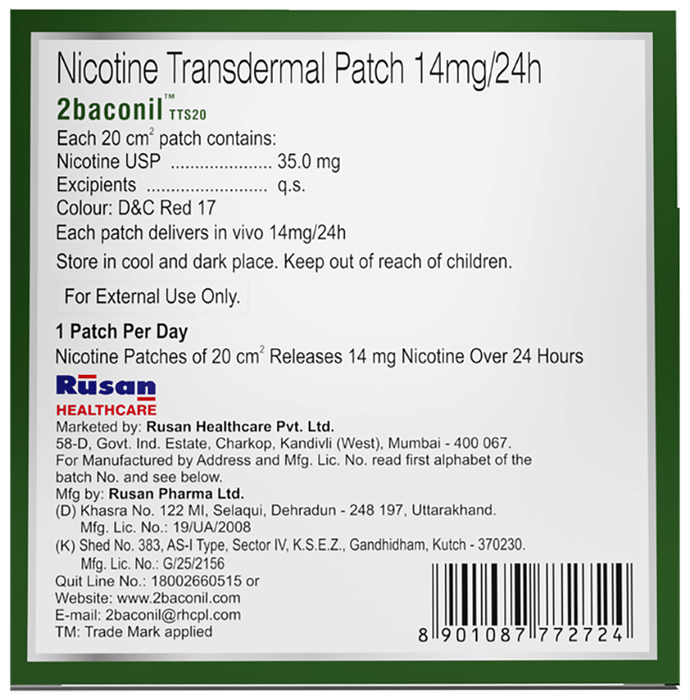 Nicotine Transdermal Patch 14mg/24h
2baconil™ TTS20
Each 20 cm² patch contains:
Nicotine USP .................... 35.0 mg
Excipients ........................ q.s.
Colour: D&C Red 17
Each patch delivers in vivo 14mg/24h
Store in cool and dark place. Keep out of reach of children.
For External Use Only.
1 Patch Per Day
Nicotine Patches of 20 cm² Releases 14 mg Nicotine Over 24 Hours
Rūsan
HEALTHCARE
Marketed by: Rusan Healthcare Pvt. Ltd.
58-D, Govt. Ind. Estate, Charkop, Kandivli (West), Mumbai - 400 067.
For Manufactured by Address and Mfg. Lic. No. read first alphabet of the
batch No. and see below.
Mfg by: Rusan Pharma Ltd.
(D) Khasra No. 122 MI, Selaqui, Dehradun - 248 197, Uttarakhand.
Mfg. Lic. No.: 19/UA/2008
(K) Shed No. 383, AS-I Type, Sector IV, K.S.E.Z., Gandhidham, Kutch - 370230.
Mfg. Lic. No.: G/25/2156
Quit Line No.: 18002660515 or
Website: www.2baconil.com
E-mail: 2baconil@rhcpl.com
TM: Trade Mark applied
8 901087 772724